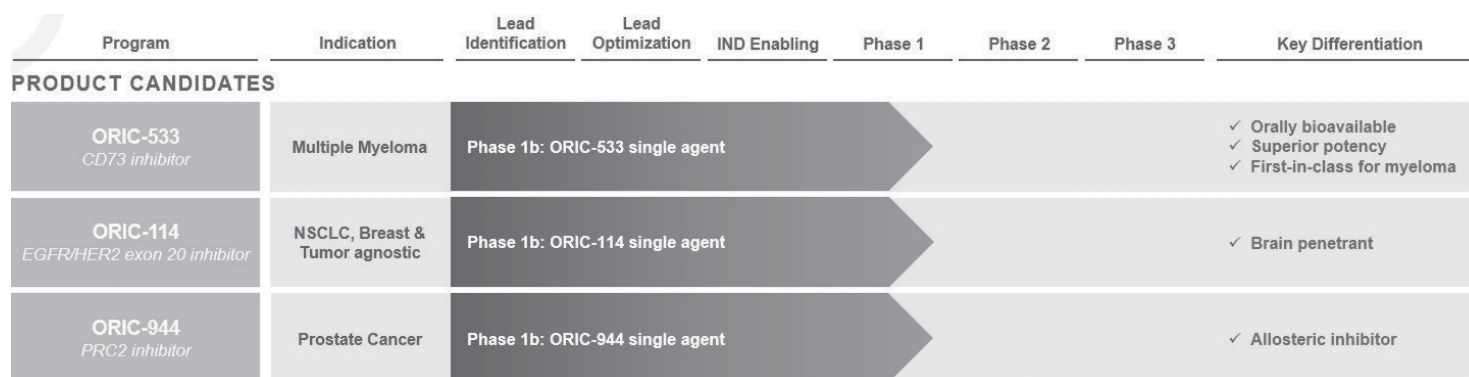 Program Indication Lead Identification Lead Optimization IND Enabling Phase 1 Phase 2 Phase 3 Key Differentiation
PRODUCT CANDIDATES
ORIC-533
CD73 inhibitor
Multiple Myeloma
Phase 1b: ORIC-533 single agent
✓ Orally bioavailable
✓ Superior potency
✓ First-in-class for myeloma
ORIC-114
EGFR/HER2 exon 20 inhibitor
NSCLC, Breast &
Tumor agnostic
Phase 1b: ORIC-114 single agent
✓ Brain penetrant
ORIC-944
PRC2 inhibitor
Prostate Cancer
Phase 1b: ORIC-944 single agent
✓ Allosteric inhibitor